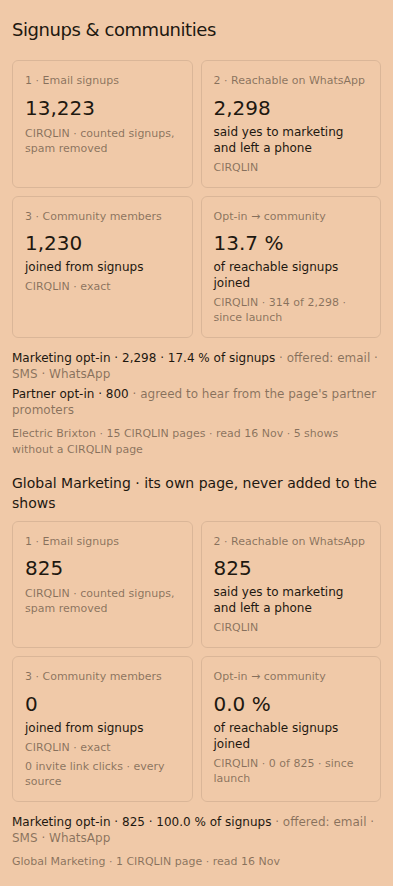 Signups & communities
1 · Email signups
13,223
CIRQLIN · counted signups,
spam removed
2 · Reachable on WhatsApp
2,298
said yes to marketing
and left a phone
CIRQLIN
3 · Community members
1,230
joined from signups
CIRQLIN · exact
Opt-in → community
13.7 %
of reachable signups
joined
CIRQLIN · 314 of 2,298 ·
since launch
Marketing opt-in · 2,298 · 17.4 % of signups · offered: email ·
SMS · WhatsApp
Partner opt-in · 800 · agreed to hear from the page's partner
promoters
Electric Brixton · 15 CIRQLIN pages · read 16 Nov · 5 shows
without a CIRQLIN page
Global Marketing · its own page, never added to the
shows
1 · Email signups
825
CIRQLIN · counted signups,
spam removed
2 · Reachable on WhatsApp
825
said yes to marketing
and left a phone
CIRQLIN
3 · Community members
0
joined from signups
CIRQLIN · exact
0 invite link clicks · every
source
Opt-in → community
0.0 %
of reachable signups
joined
CIRQLIN · 0 of 825 · since
launch
Marketing opt-in · 825 · 100.0 % of signups · offered: email ·
SMS · WhatsApp
Global Marketing · 1 CIRQLIN page · read 16 Nov